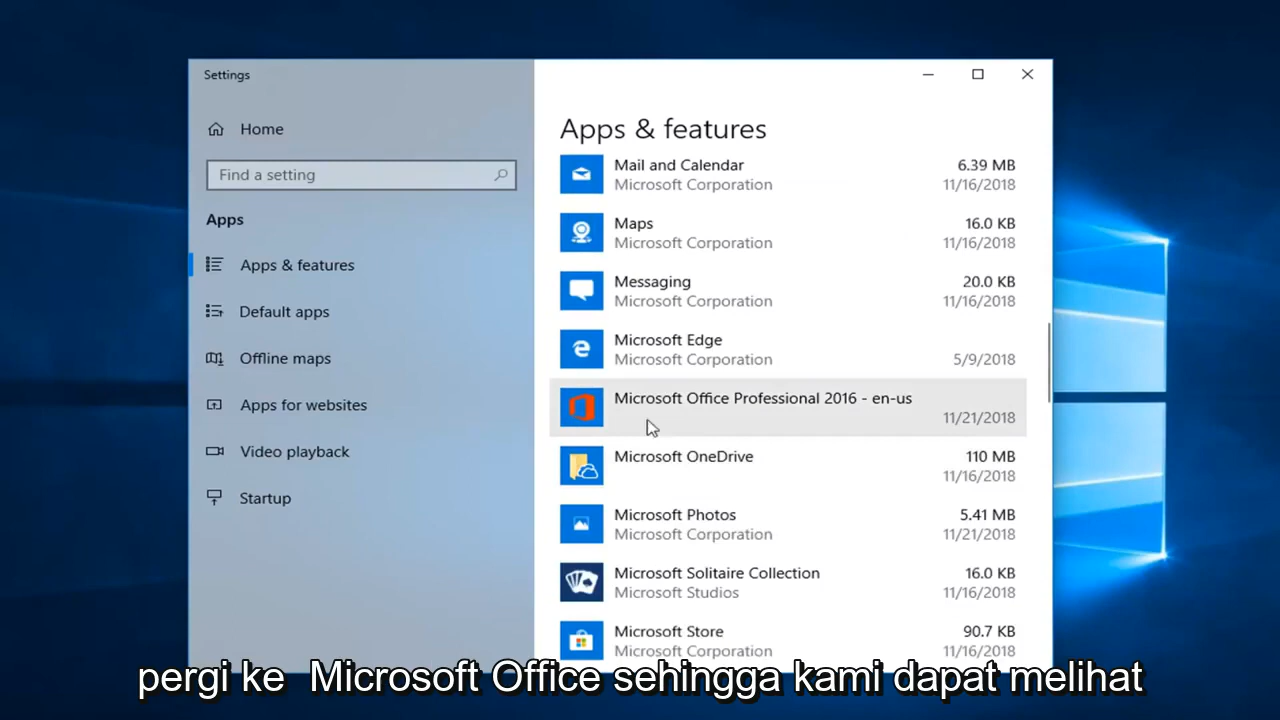 Settings
Home
Find a setting
Apps
Apps & features
Default apps
Offline maps
Apps for websites
Video playback
Startup
Apps & features
Mail and Calendar 6.39 MB
Microsoft Corporation 11/16/2018
Maps 16.0 KB
Microsoft Corporation 11/16/2018
Messaging 20.0 KB
Microsoft Corporation 11/16/2018
Microsoft Edge
Microsoft Corporation 5/9/2018
Microsoft Office Professional 2016 - en-us
11/21/2018
Microsoft OneDrive 110 MB
11/16/2018
Microsoft Photos 5.41 MB
Microsoft Corporation 11/21/2018
Microsoft Solitaire Collection 16.0 KB
Microsoft Studios 11/16/2018
Microsoft Store 90.7 KB
Microsoft Corporation 11/16/2018
pergi ke Microsoft Office sehingga kami dapat melihat